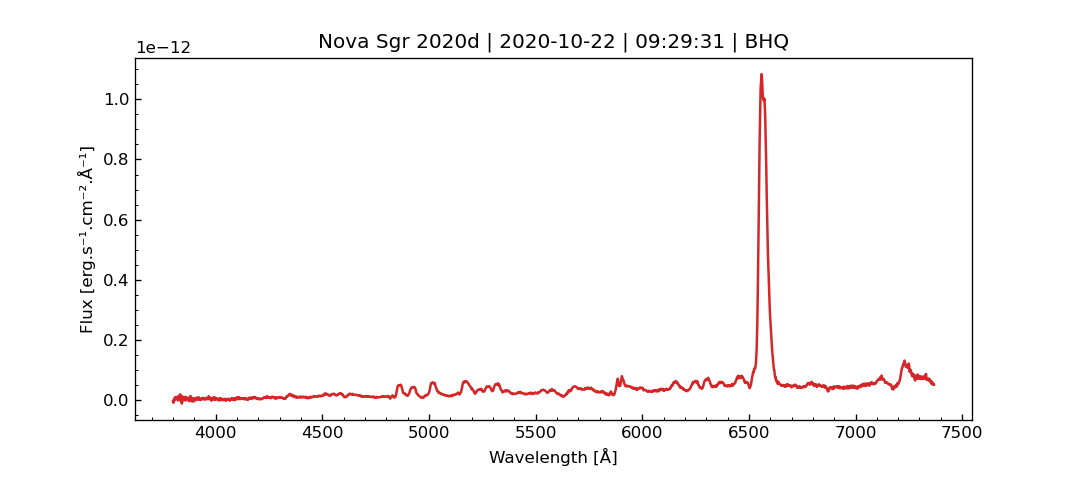 Nova Sgr 2020d | 2020-10-22 | 09:29:31 | BHQ
1e−12
1.0
0.8
0.6
0.4
0.2
0.0
Flux [erg.s⁻¹.cm⁻².Å⁻¹]
4000 4500 5000 5500 6000 6500 7000 7500
Wavelength [Å]